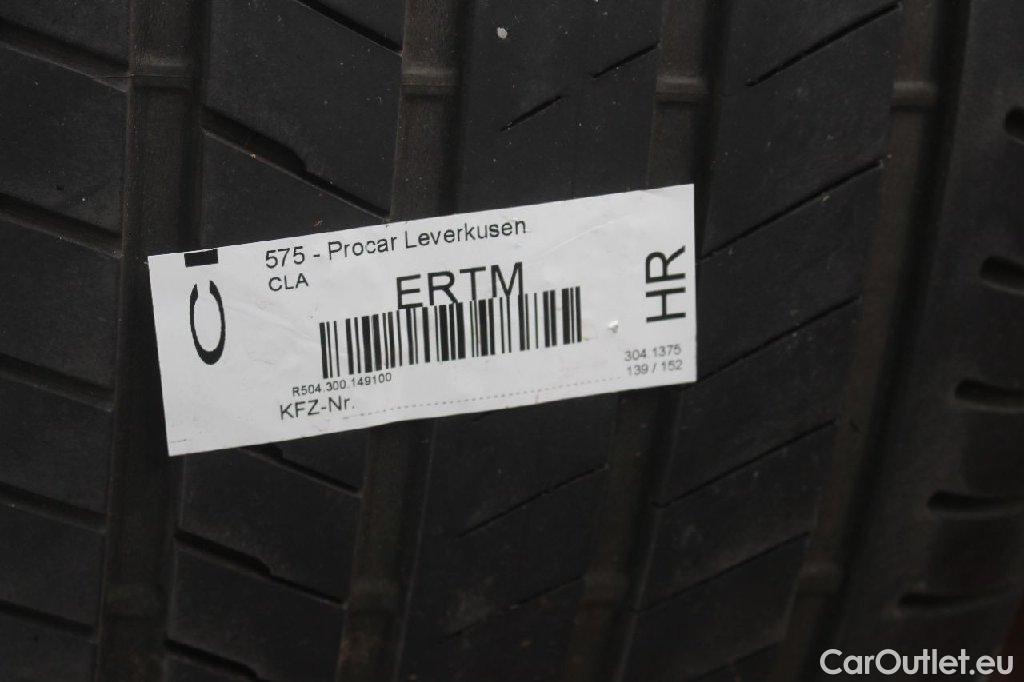 C
575 - Procar Leverkusen
CLA
ERTM
HR
R504.300.149100
304.1375
139 / 152
KFZ-Nr.
CarOutlet.eu